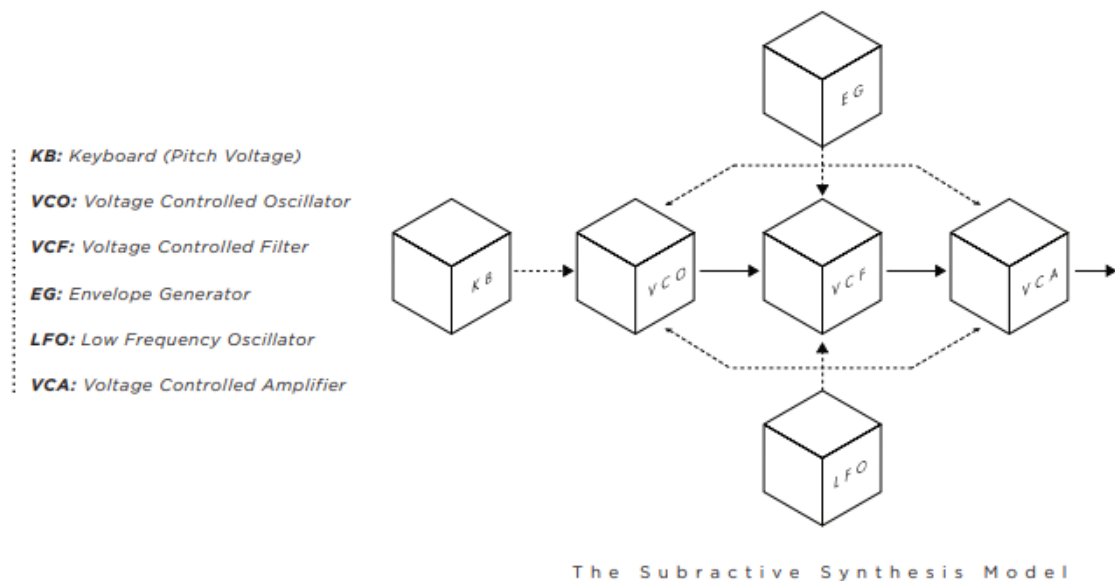 EG
KB: Keyboard (Pitch Voltage)
VCO: Voltage Controlled Oscillator
VCF: Voltage Controlled Filter
EG: Envelope Generator
LFO: Low Frequency Oscillator
VCA: Voltage Controlled Amplifier
KB
VCO
VCF
VCA
LFO
The Subractive Synthesis Model